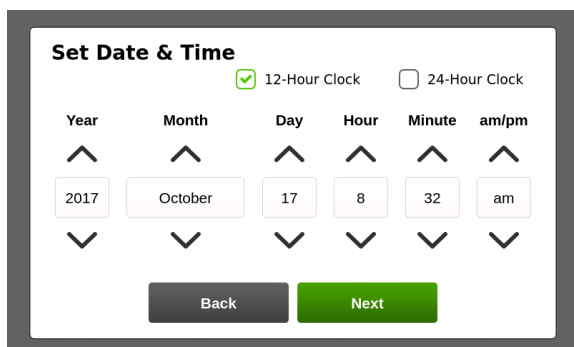 Set Date & Time
12-Hour Clock 24-Hour Clock
Year Month Day Hour Minute am/pm
2017 October 17 8 32 am
Back Next